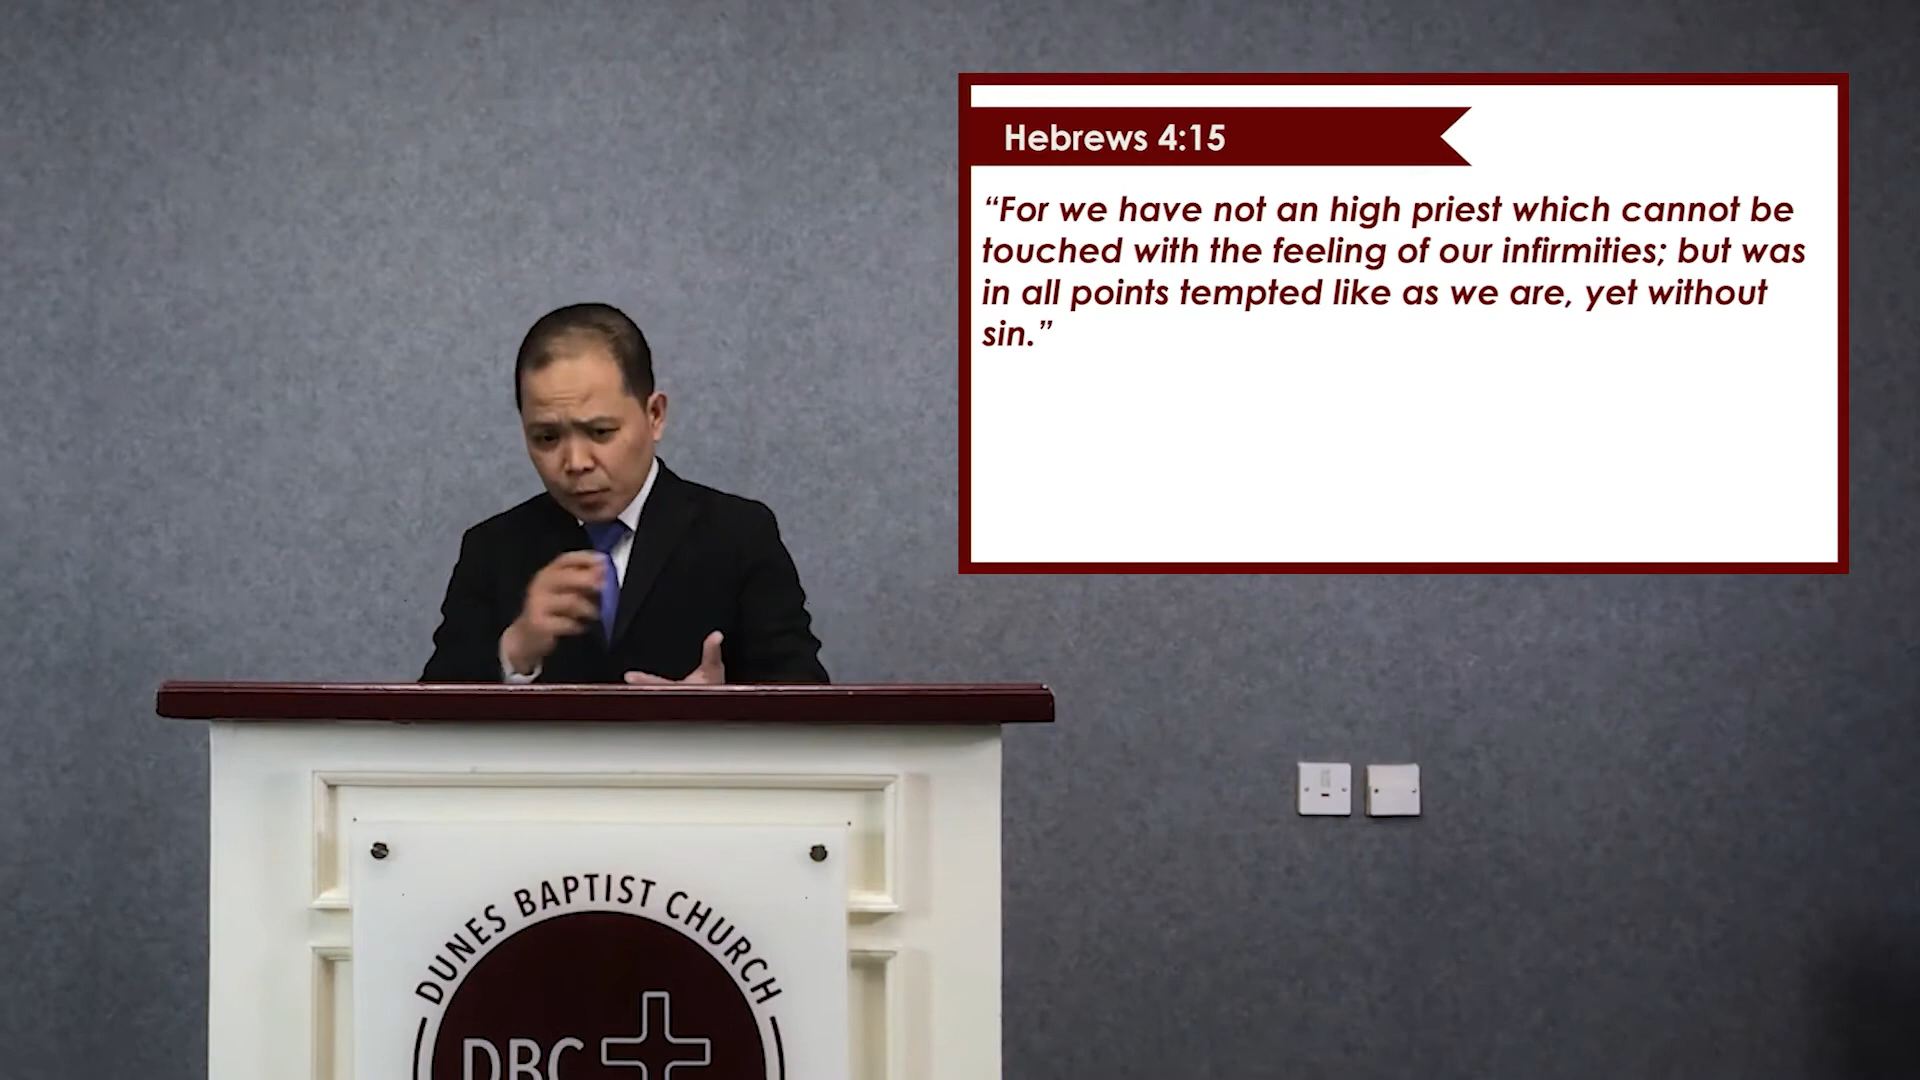 Hebrews 4:15
“For we have not an high priest which cannot be
touched with the feeling of our infirmities; but was
in all points tempted like as we are, yet without
sin.”
DUNES BAPTIST CHURCH
DBC